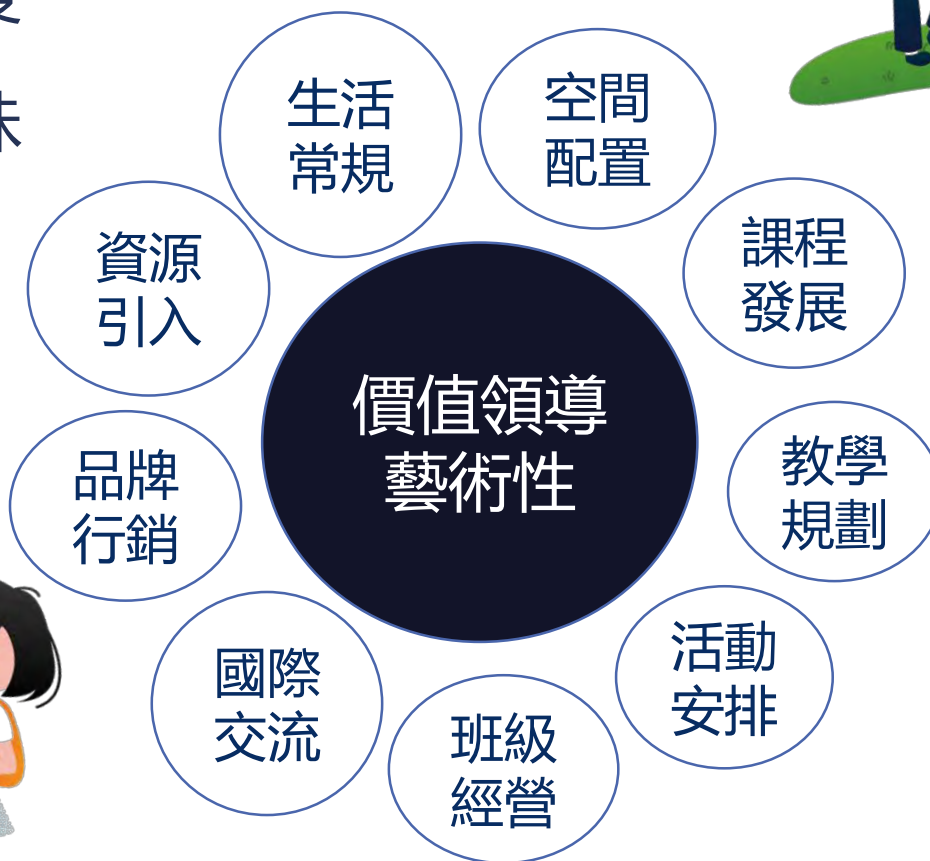 生活
常規
空間
配置
課程
發展
教學
規劃
活動
安排
班級
經營
國際
交流
品牌
行銷
資源
引入
價值領導
藝術性